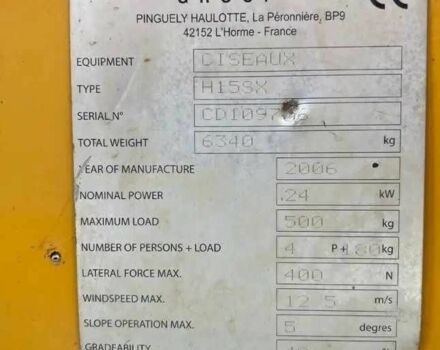 PINGUELY HAULOTTE, La Péronnière, BP9
42152 L'Horme - France
EQUIPMENT CISEAUX
TYPE H15SX
SERIAL N°
TOTAL WEIGHT 6340 kg
YEAR OF MANUFACTURE 2006
NOMINAL POWER 24 kW
MAXIMUM LOAD 500 kg
NUMBER OF PERSONS + LOAD 4 P + 180 kg
LATERAL FORCE MAX. 400 N
WINDSPEED MAX. 12.5 m/s
SLOPE OPERATION MAX. 5 degres
GRADEABILITY